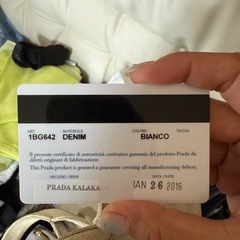 ART. MATERIALE COLORE TAGLIA
1BG642 DENIM BIANCO
Il presente certificato di autenticità costituisce garanzia del prodotto Prada da
difetti originari di fabbricazione.
This Prada product is granted a guarantee covering all manufacturing defects.
NEGOZIO / SHOP DATA / DATE
PRADA KALAKA JAN 26 2016